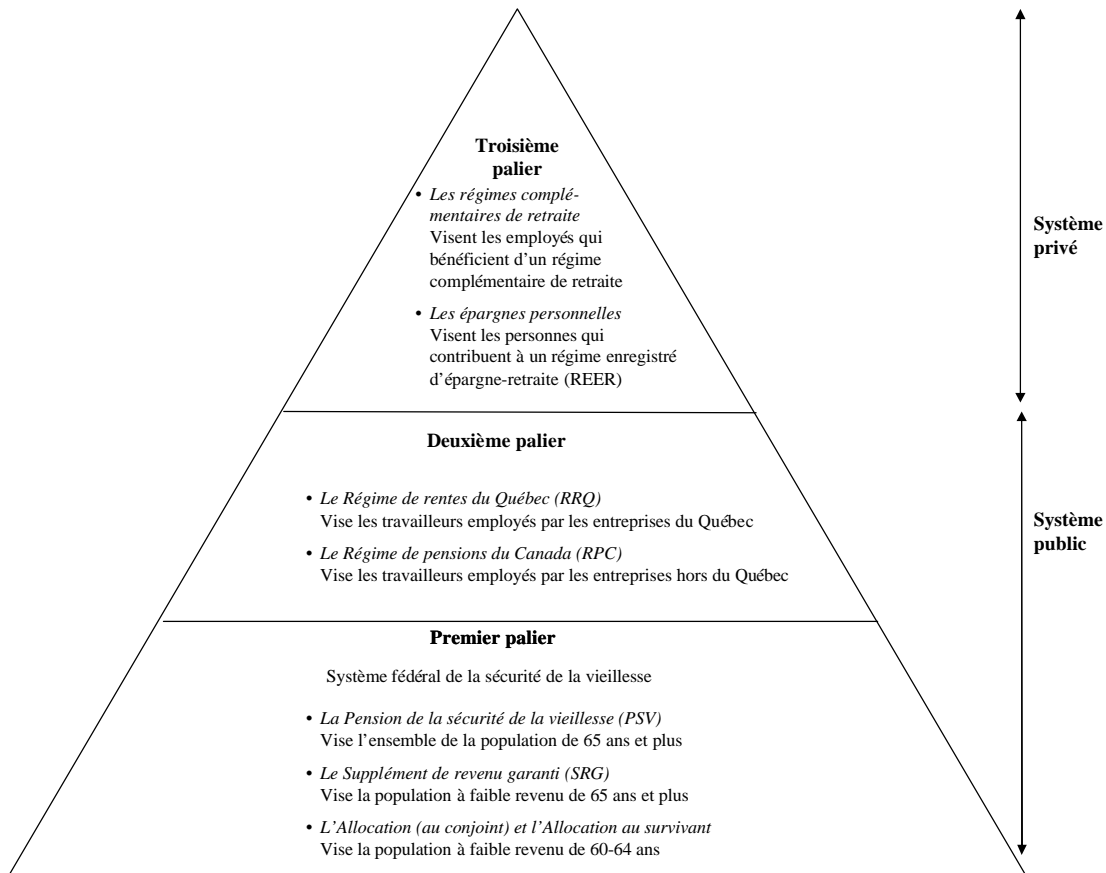 Troisième
palier
• Les régimes complé-
mentaires de retraite
Visent les employés qui
bénéficient d'un régime
complémentaire de retraite
• Les épargnes personnelles
Visent les personnes qui
contribuent à un régime enregistré
d'épargne-retraite (REER)
Système
privé
Deuxième palier
• Le Régime de rentes du Québec (RRQ)
Vise les travailleurs employés par les entreprises du Québec
• Le Régime de pensions du Canada (RPC)
Vise les travailleurs employés par les entreprises hors du Québec
Système
public
Premier palier
Système fédéral de la sécurité de la vieillesse
• La Pension de la sécurité de la vieillesse (PSV)
Vise l'ensemble de la population de 65 ans et plus
• Le Supplément de revenu garanti (SRG)
Vise la population à faible revenu de 65 ans et plus
• L'Allocation (au conjoint) et l'Allocation au survivant
Vise la population à faible revenu de 60-64 ans